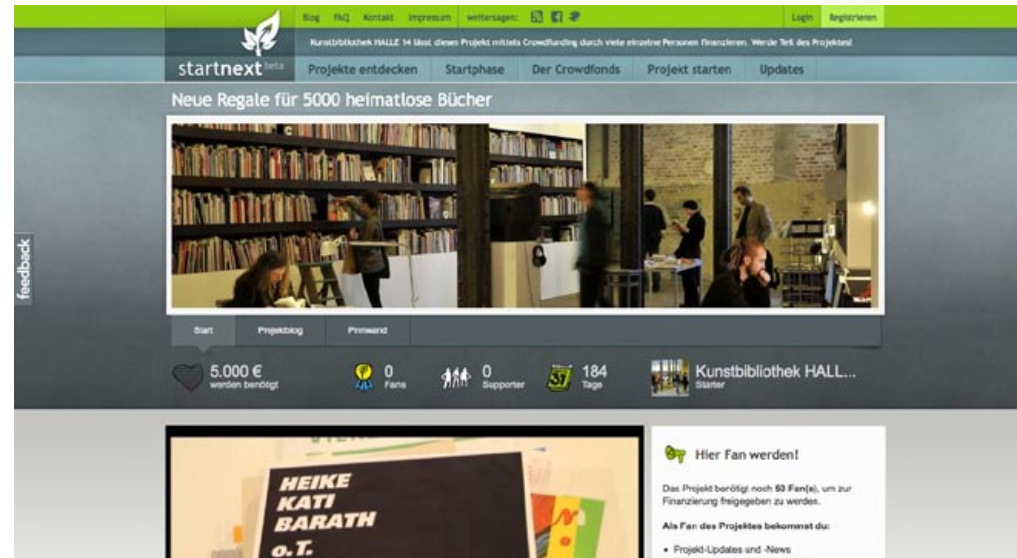 Blog FAQ Kontakt Impressum weitersagen: Login Registrieren
Kunstbibliothek HALLE 14 lässt dieses Projekt mittels Crowdfunding durch viele einzelne Personen finanzieren. Werde Teil des Projektes!
startnext beta Projekte entdecken Startphase Der Crowdfonds Projekt starten Updates
Neue Regale für 5000 heimatlose Bücher
feedback
Start Projektblog Pinnwand
5.000 € 0 0 31 184 Kunstbibliothek HALL...
werden benötigt Fans Supporter Tage Starter
HEIKE
KATI
BARATH
o.T.
Hier Fan werden!
Das Projekt benötigt noch 50 Fan(s), um zur
Finanzierung freigegeben zu werden.
Als Fan des Projektes bekommst du:
• Projekt-Updates und -News